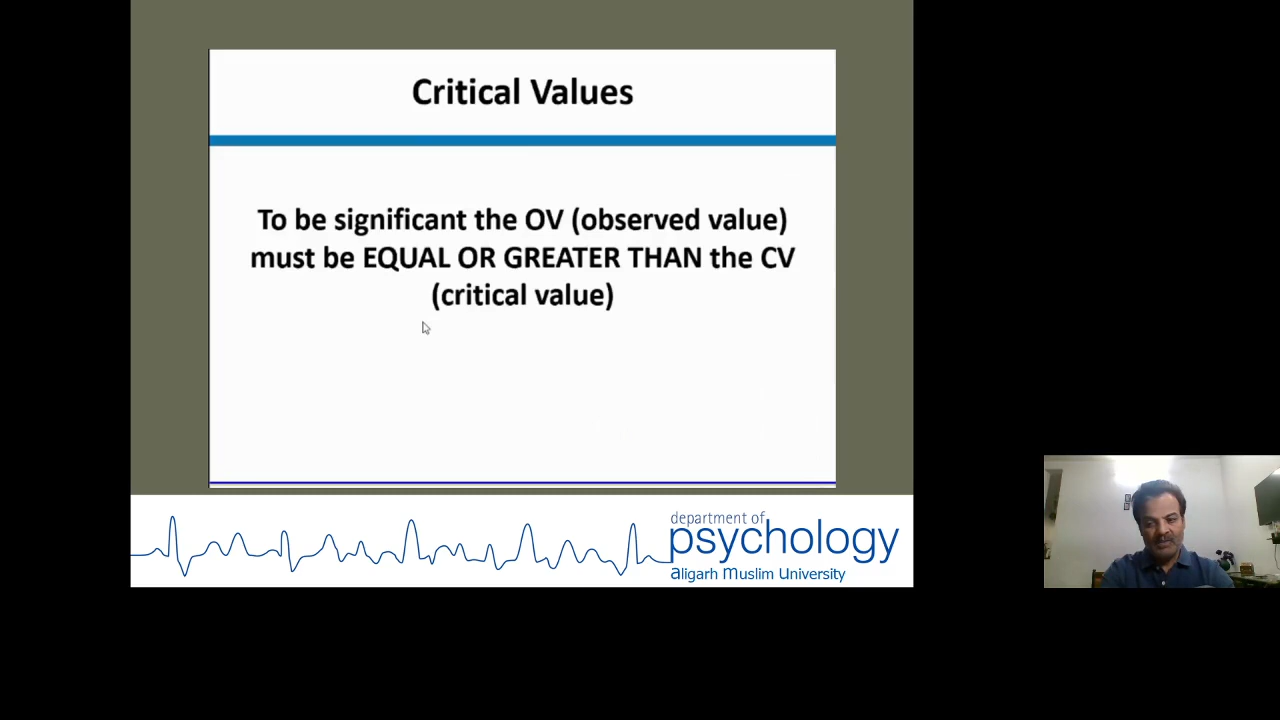 Critical Values
To be significant the OV (observed value)
must be EQUAL OR GREATER THAN the CV
(critical value)
department of
psychology
aligarh muslim university